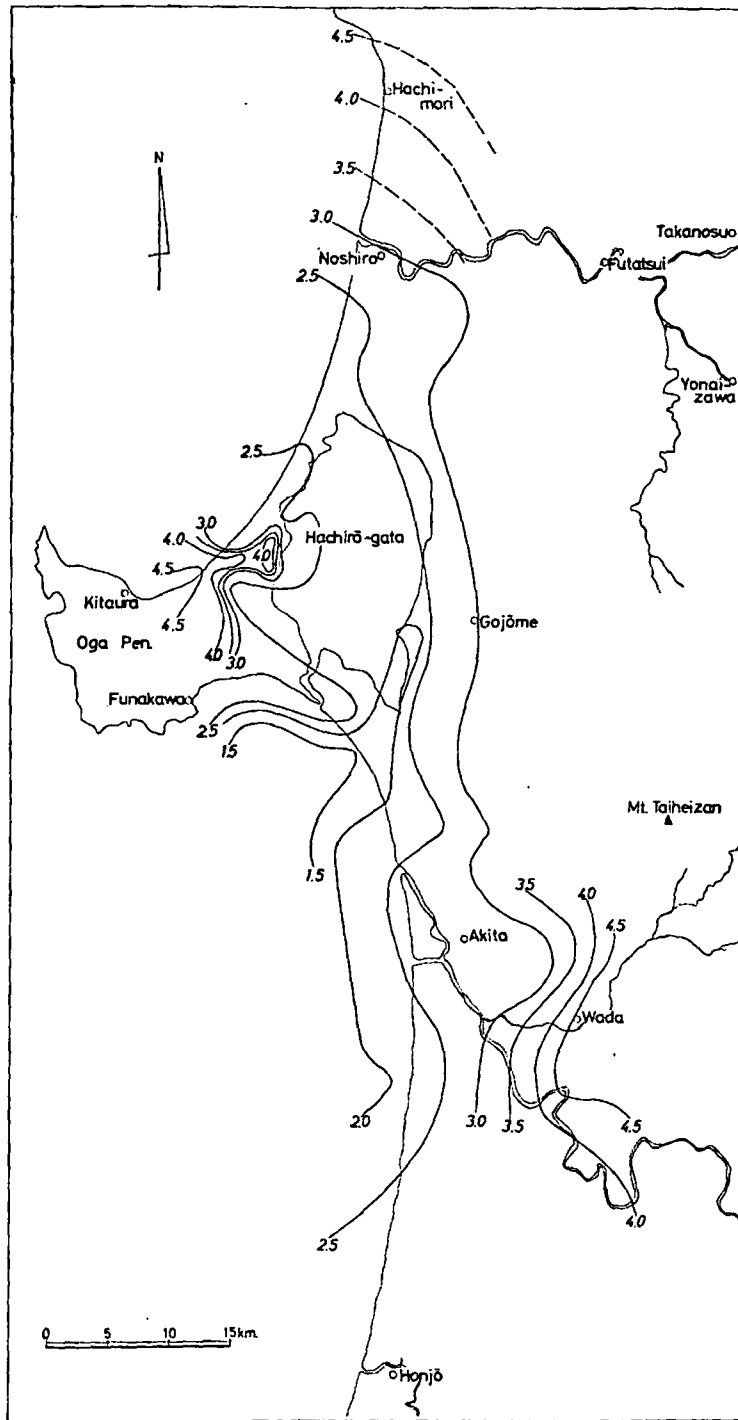 4.5
Hachi-
mori
4.0
N
3.5
3.0
Takanosu
Noshiro
Futatsui
2.5
Yonai-
zawa
2.5
3.0
Hachirō-gata
4.0
4.0
4.5
Kitaura
4.5
Gojōme
Oga Pen.
4.0
3.0
Funakawa
2.5
1.5
Mt. Taiheizan
1.5
3.5
4.0
4.5
Akita
Wada
2.0
3.0
3.5
4.5
4.0
2.5
0 5 10 15 km.
Honjō